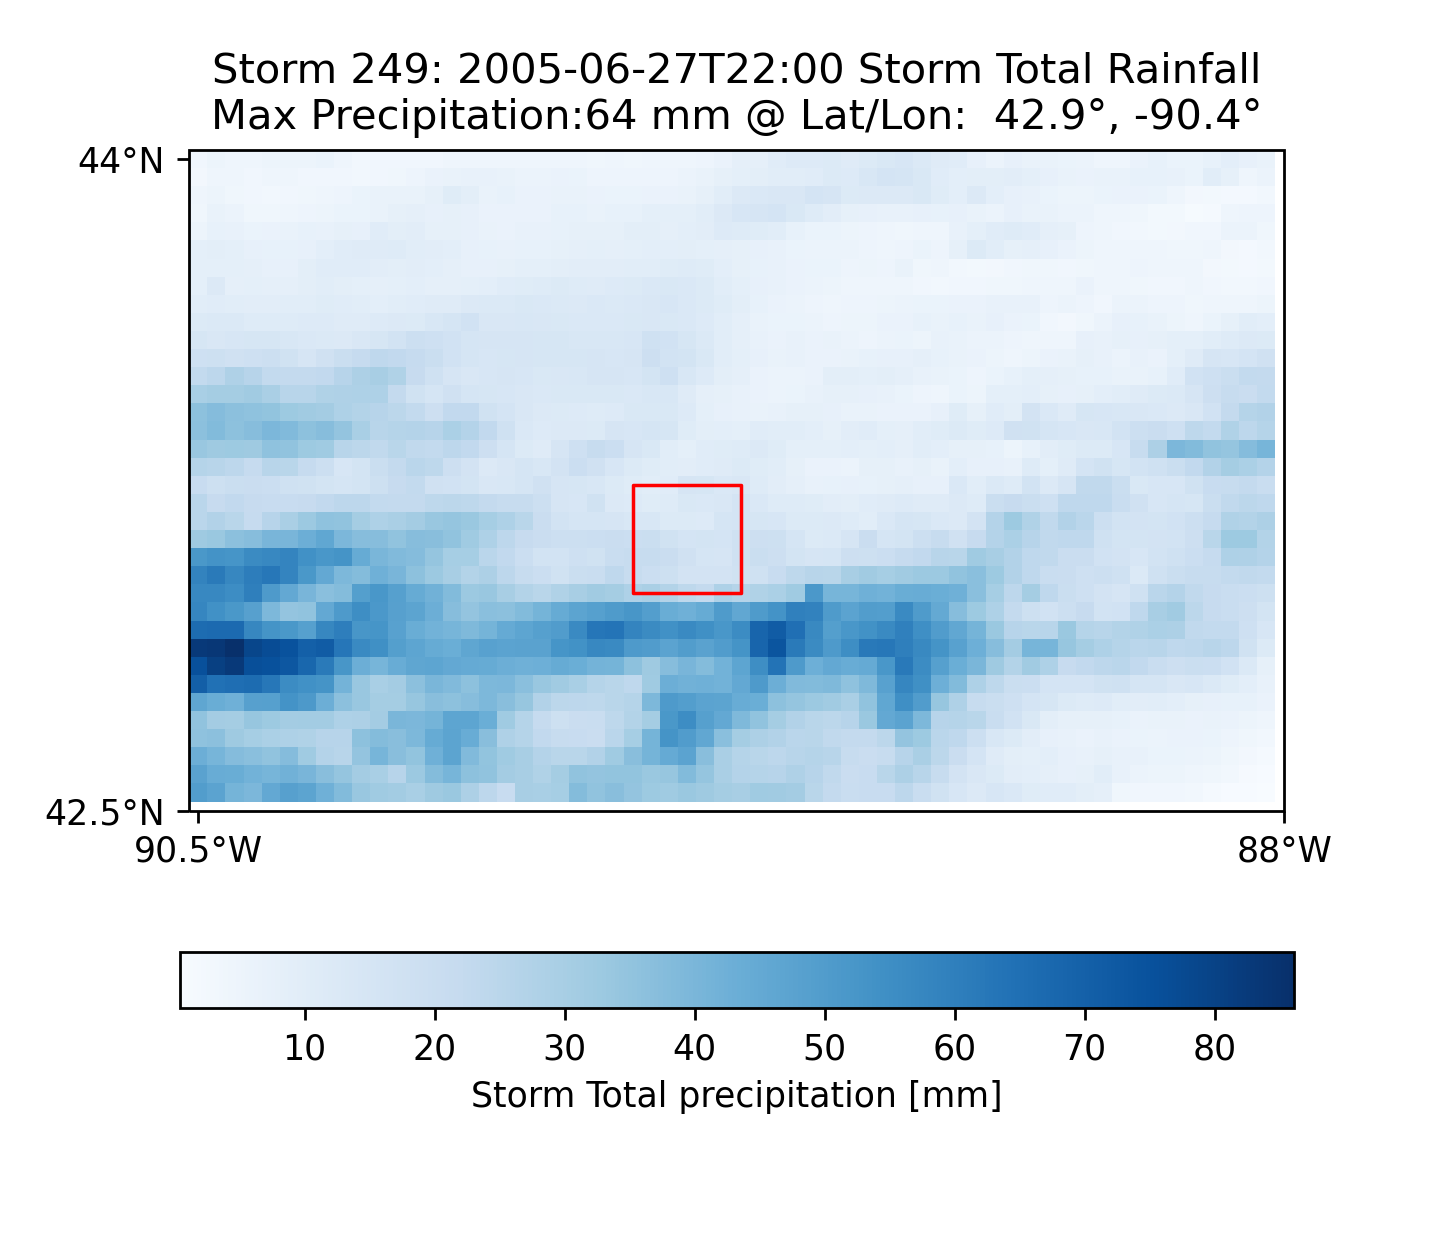 Storm 249: 2005-06-27T22:00 Storm Total Rainfall
Max Precipitation:64 mm @ Lat/Lon:  42.9°, -90.4°
44°N
42.5°N
90.5°W 88°W
10 20 30 40 50 60 70 80
Storm Total precipitation [mm]